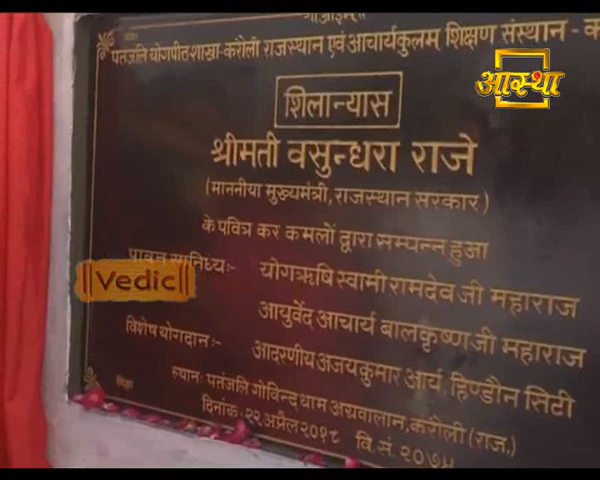 पतंजलि योगपीठ शाखा-करौली राजस्थान एवं आचार्यकुलम् शिक्षण संस्थान - क
आस्था
शिलान्यास
श्रीमती वसुन्धरा राजे
(माननीया मुख्यमंत्री, राजस्थान सरकार)
के पवित्र कर कमलों द्वारा सम्पन्न हुआ
पावन सानिध्य:- योगऋषि स्वामी रामदेव जी महाराज
||Vedic||
आयुर्वेद आचार्य बालकृष्ण जी महाराज
विशेष योगदान:- आदरणीय अजयकुमार आर्य, हिण्डौन सिटी
स्थान: पतंजलि गोविन्द धाम अग्रवालान, करौली (राज.)
दिनांक: २२ अप्रैल २०१८ वि.सं. २०७५